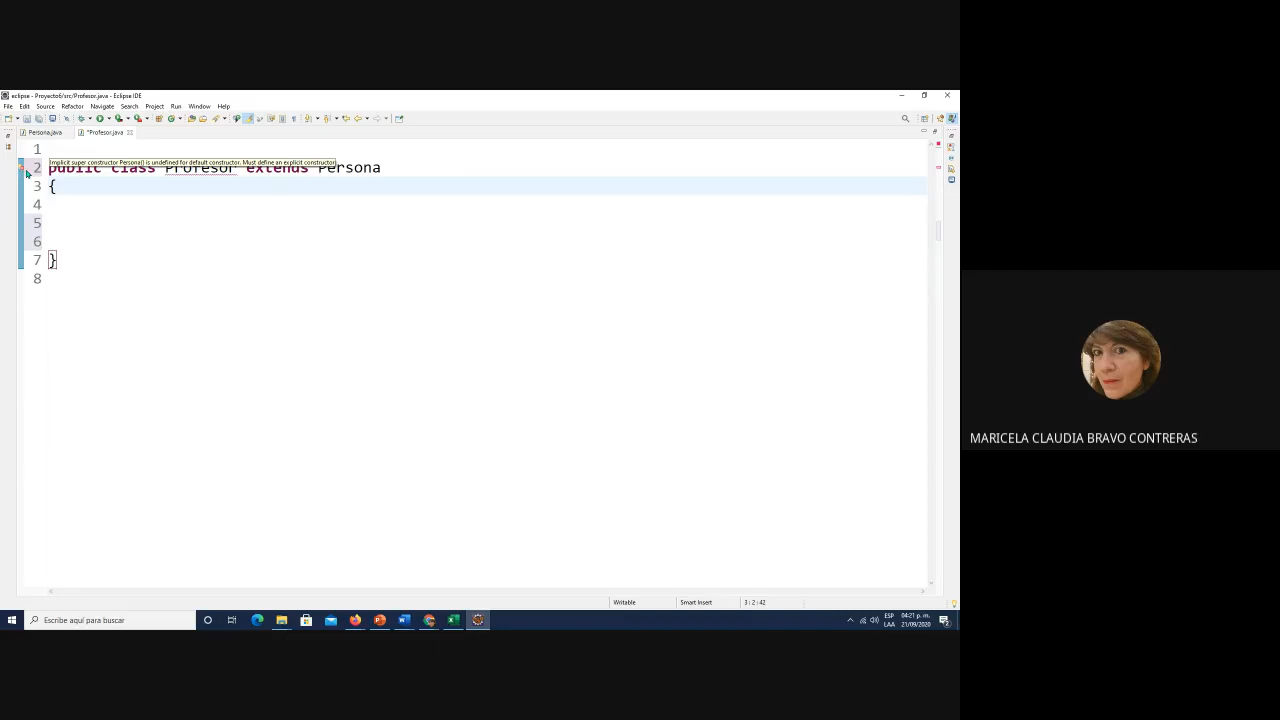 eclipse - Proyecto6/src/Profesor.java - Eclipse IDE
File Edit Source Refactor Navigate Search Project Run Window Help
Persona.java *Profesor.java
1
Implicit super constructor Persona() is undefined for default constructor. Must define an explicit constructor
2 public class Profesor extends Persona
3 {
4
5
6
7 }
8
MARICELA CLAUDIA BRAVO CONTRERAS
Writable Smart Insert 3 : 2 : 42
Escribe aquí para buscar
ESP 04:21 p. m.
LAA 21/09/2020